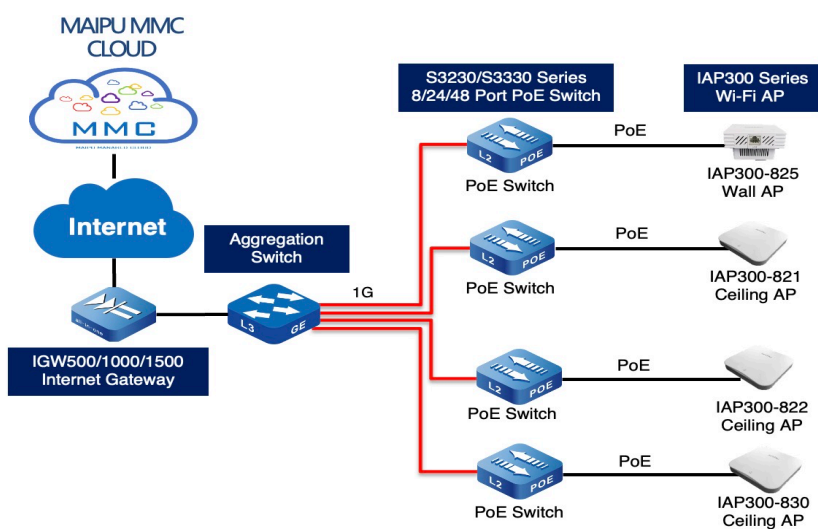 MAIPU MMC
CLOUD
MMC
Internet
IGW500/1000/1500
Internet Gateway
Aggregation
Switch
L3
GE
1G
S3230/S3330 Series
8/24/48 Port PoE Switch
IAP300 Series
Wi-Fi AP
L2
POE
PoE Switch
PoE
IAP300-825
Wall AP
L2
POE
PoE Switch
PoE
IAP300-821
Ceiling AP
L2
POE
PoE Switch
PoE
IAP300-822
Ceiling AP
L2
POE
PoE Switch
PoE
IAP300-830
Ceiling AP